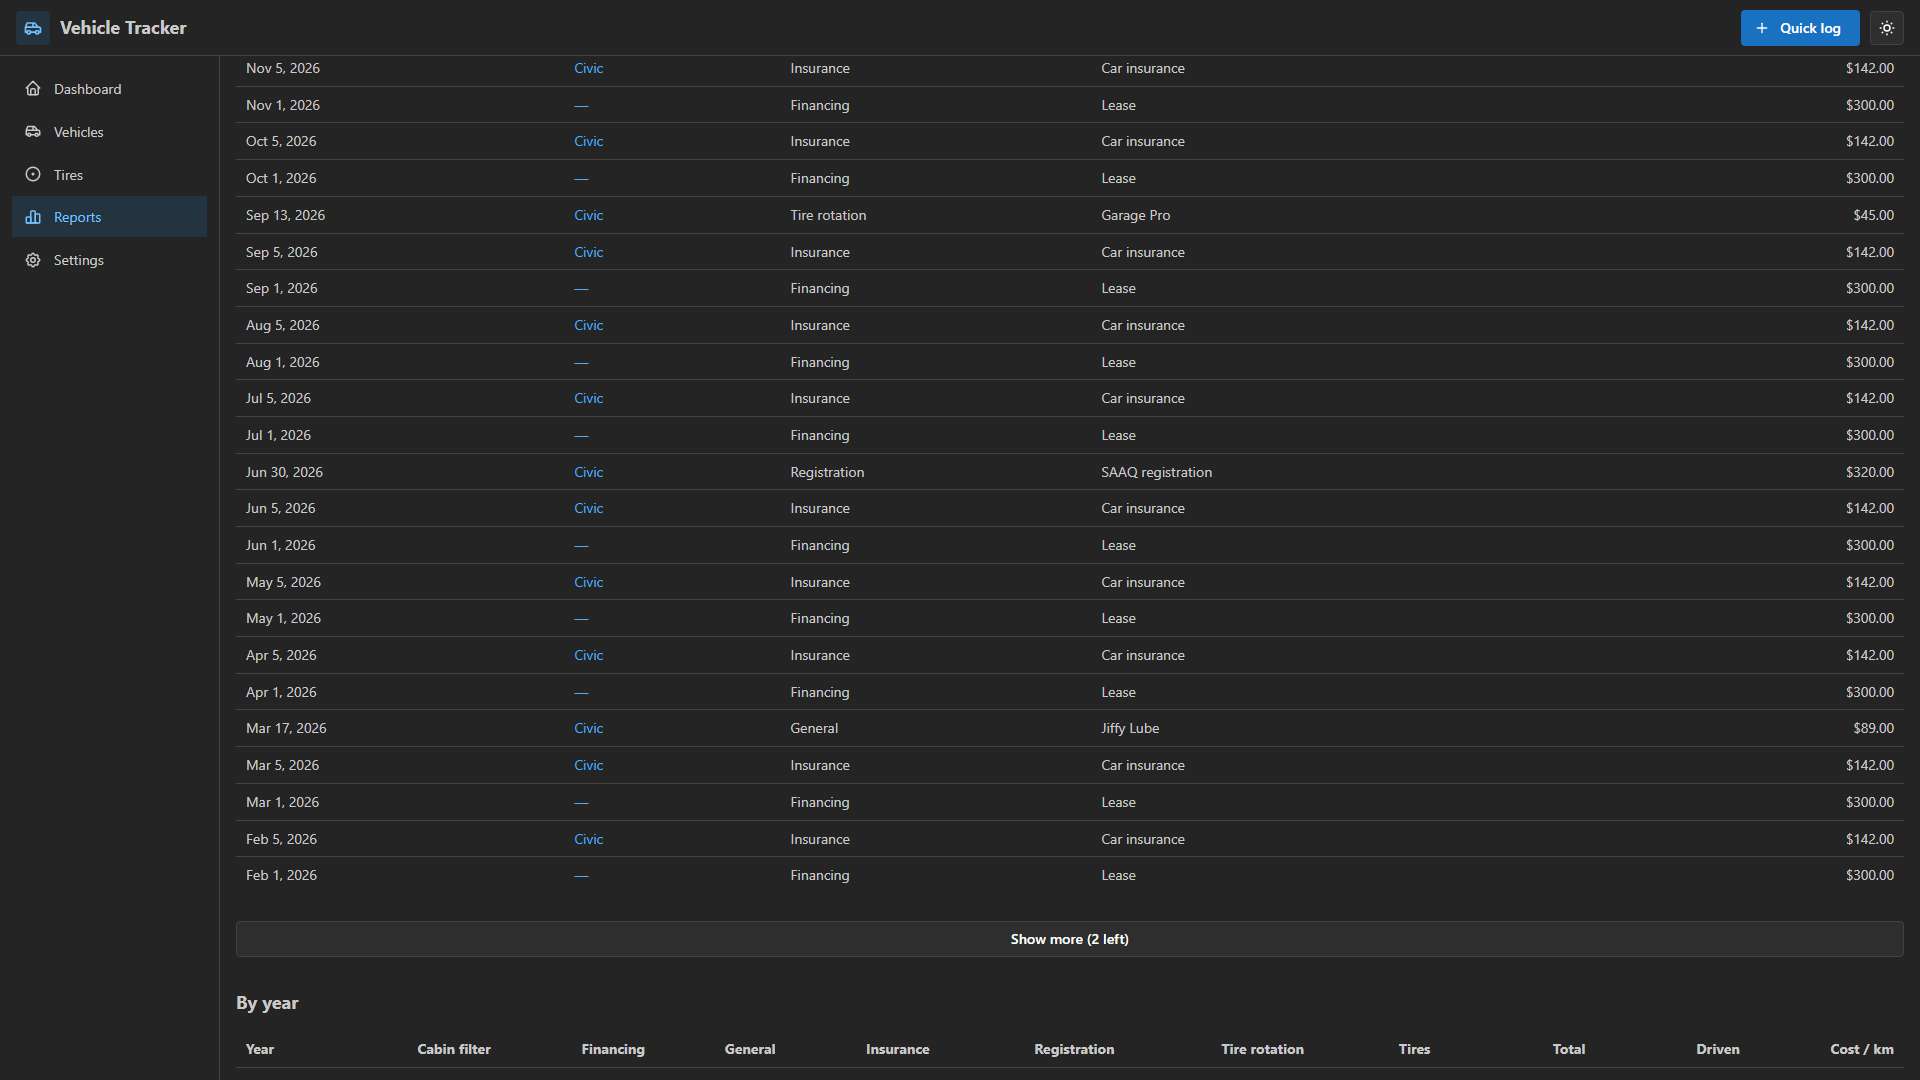 Vehicle Tracker
Quick log
Dashboard
Vehicles
Tires
Reports
Settings
Nov 5, 2026 Civic Insurance Car insurance $142.00
Nov 1, 2026 — Financing Lease $300.00
Oct 5, 2026 Civic Insurance Car insurance $142.00
Oct 1, 2026 — Financing Lease $300.00
Sep 13, 2026 Civic Tire rotation Garage Pro $45.00
Sep 5, 2026 Civic Insurance Car insurance $142.00
Sep 1, 2026 — Financing Lease $300.00
Aug 5, 2026 Civic Insurance Car insurance $142.00
Aug 1, 2026 — Financing Lease $300.00
Jul 5, 2026 Civic Insurance Car insurance $142.00
Jul 1, 2026 — Financing Lease $300.00
Jun 30, 2026 Civic Registration SAAQ registration $320.00
Jun 5, 2026 Civic Insurance Car insurance $142.00
Jun 1, 2026 — Financing Lease $300.00
May 5, 2026 Civic Insurance Car insurance $142.00
May 1, 2026 — Financing Lease $300.00
Apr 5, 2026 Civic Insurance Car insurance $142.00
Apr 1, 2026 — Financing Lease $300.00
Mar 17, 2026 Civic General Jiffy Lube $89.00
Mar 5, 2026 Civic Insurance Car insurance $142.00
Mar 1, 2026 — Financing Lease $300.00
Feb 5, 2026 Civic Insurance Car insurance $142.00
Feb 1, 2026 — Financing Lease $300.00
Show more (2 left)
By year
Year Cabin filter Financing General Insurance Registration Tire rotation Tires Total Driven Cost / km